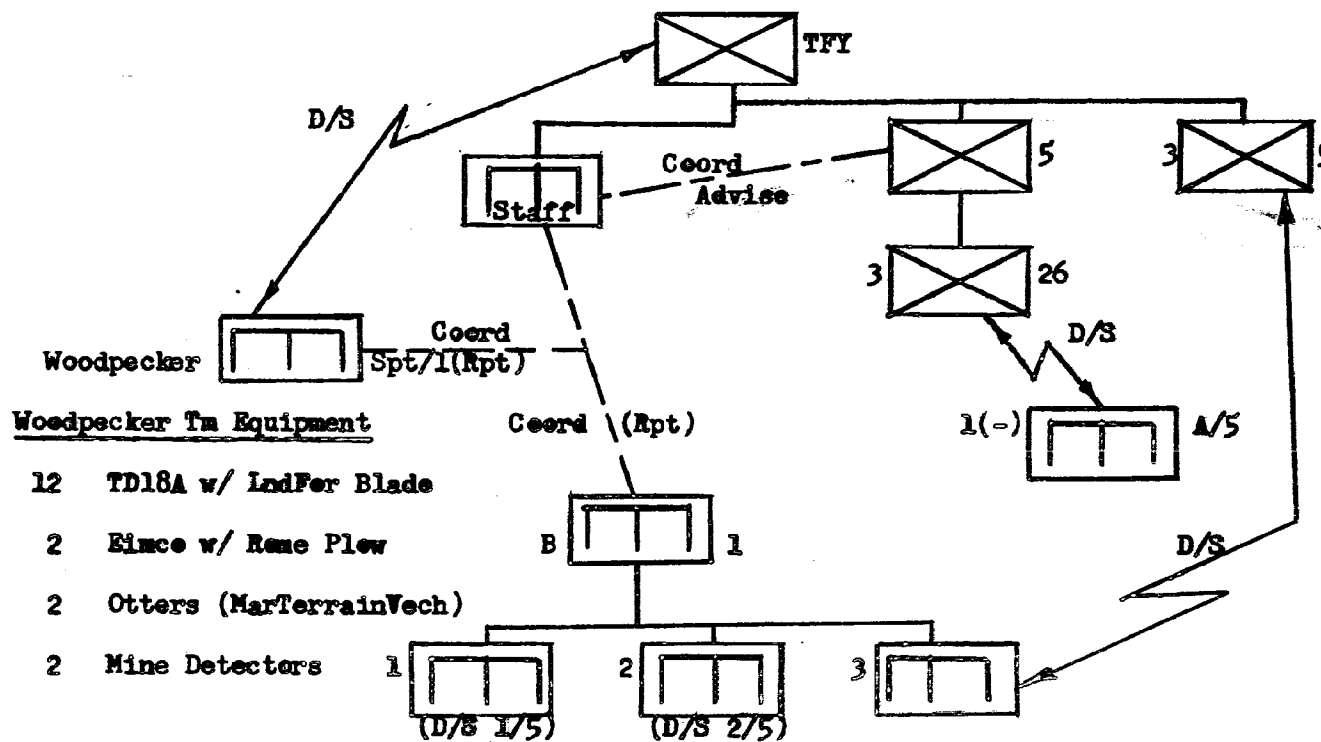 TFY
D/S
Coord
Advise
5
3
Staff
3
26
D/S
Woodpecker
Coord
Spt/1(Rpt)
1(-)
A/5
Woodpecker Tm Equipment
Coord (Rpt)
12 TD18A w/ LndFer Blade
B
1
2 Eimco w/ Rome Plow
D/S
2 Otters (MarTerrainVech)
2 Mine Detectors
1
2
3
(D/S 1/5)
(D/S 2/5)